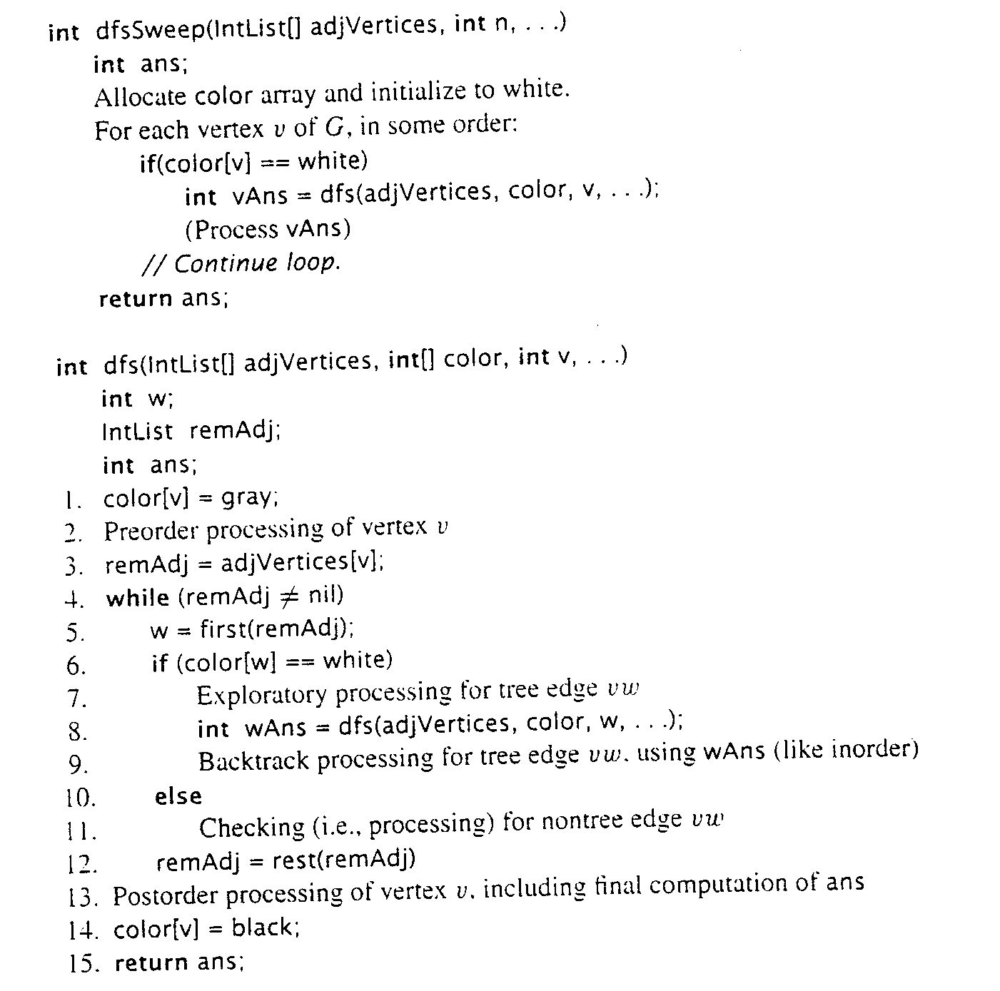 int dfsSweep(IntList[] adjVertices, int n, . . .)
int ans;
Allocate color array and initialize to white.
For each vertex v of G, in some order:
if(color[v] == white)
int vAns = dfs(adjVertices, color, v, . . .);
(Process vAns)
// Continue loop.
return ans;
int dfs(IntList[] adjVertices, int[] color, int v, . . .)
int w;
IntList remAdj;
int ans;
1. color[v] = gray;
2. Preorder processing of vertex v
3. remAdj = adjVertices[v];
4. while (remAdj ≠ nil)
5. w = first(remAdj);
6. if (color[w] == white)
7. Exploratory processing for tree edge vw
8. int wAns = dfs(adjVertices, color, w, . . .);
9. Backtrack processing for tree edge vw, using wAns (like inorder)
10. else
11. Checking (i.e., processing) for nontree edge vw
12. remAdj = rest(remAdj)
13. Postorder processing of vertex v, including final computation of ans
14. color[v] = black;
15. return ans;